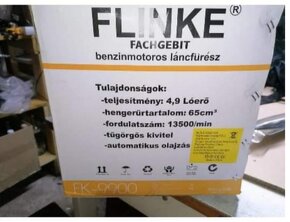 FLINKE®
FACHGEBIT
benzinmotoros láncfűrész
Tulajdonságok:
-teljesítmény: 4,9 Lóerő
-hengerűrtartalom: 65cm³
-fordulatszám: 13500/min
-tűgörgős kivitel
-automatikus olajzás
FK-9900